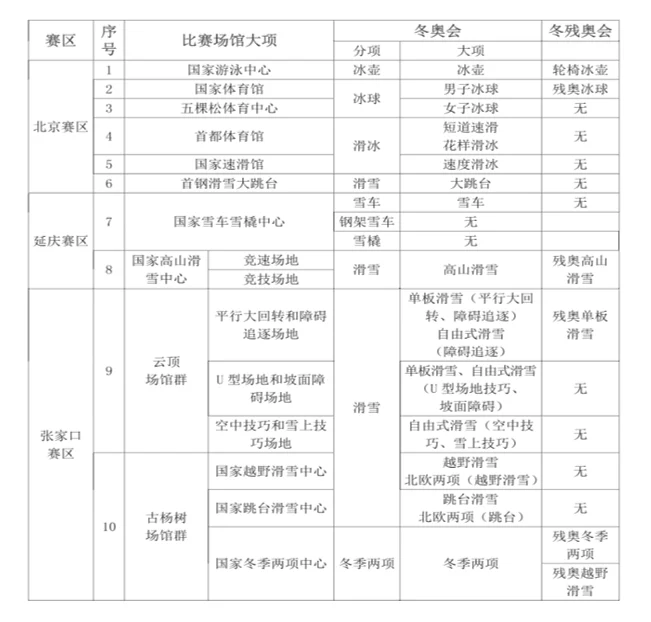 赛区 序号 比赛场馆大项 冬奥会 冬残奥会
分项 大项
北京赛区
1 国家游泳中心 冰壶 冰壶 轮椅冰壶
2 国家体育馆 冰球 男子冰球 残奥冰球
3 五棵松体育中心 女子冰球 无
4 首都体育馆 滑冰 短道速滑
花样滑冰 无
5 国家速滑馆 速度滑冰 无
6 首钢滑雪大跳台 滑雪 大跳台 无
延庆赛区
7 国家雪车雪橇中心 雪车 雪车 无
钢架雪车 无
雪橇 无
8 国家高山滑
雪中心 竞速场地
竞技场地 滑雪 高山滑雪 残奥高山
滑雪
张家口
赛区
9 云顶
场馆群
平行大回转和障碍
追逐场地
滑雪
单板滑雪（平行大回
转、障碍追逐）
自由式滑雪
（障碍追逐）
残奥单板
滑雪
U型场地和坡面障
碍场地
单板滑雪、自由式滑雪
（U型场地技巧、
坡面障碍）
无
空中技巧和雪上技
巧场地
自由式滑雪（空中技
巧、雪上技巧）
无
10 古杨树
场馆群
国家越野滑雪中心
越野滑雪
北欧两项（越野滑雪）
无
国家跳台滑雪中心
跳台滑雪
北欧两项（跳台）
无
国家冬季两项中心 冬季两项 冬季两项
残奥冬季
两项
残奥越野
滑雪